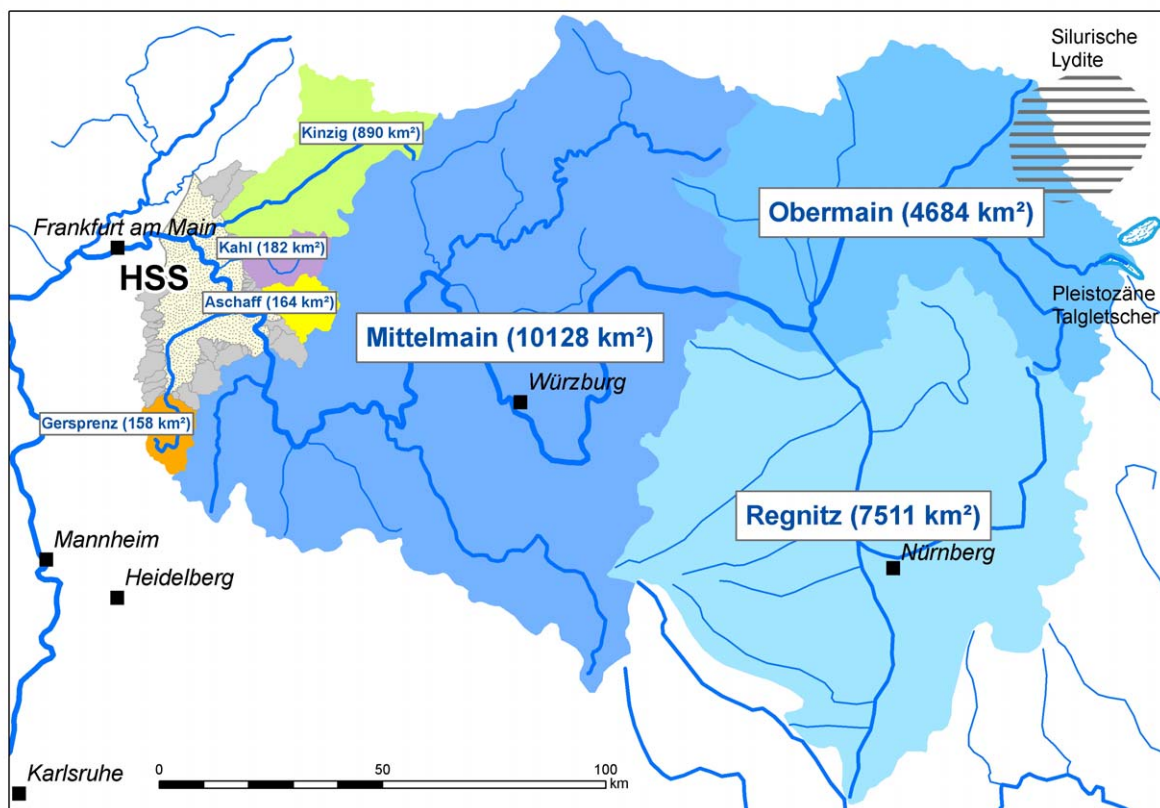 Silurische
Lydite
Kinzig (890 km²)
Obermain (4684 km²)
Frankfurt am Main
Kahl (182 km²)
HSS
Aschaff (164 km²)
Pleistozäne
Talgletscher
Mittelmain (10128 km²)
Würzburg
Gersprenz (158 km²)
Regnitz (7511 km²)
Nürnberg
Mannheim
Heidelberg
Karlsruhe
0 50 100
km